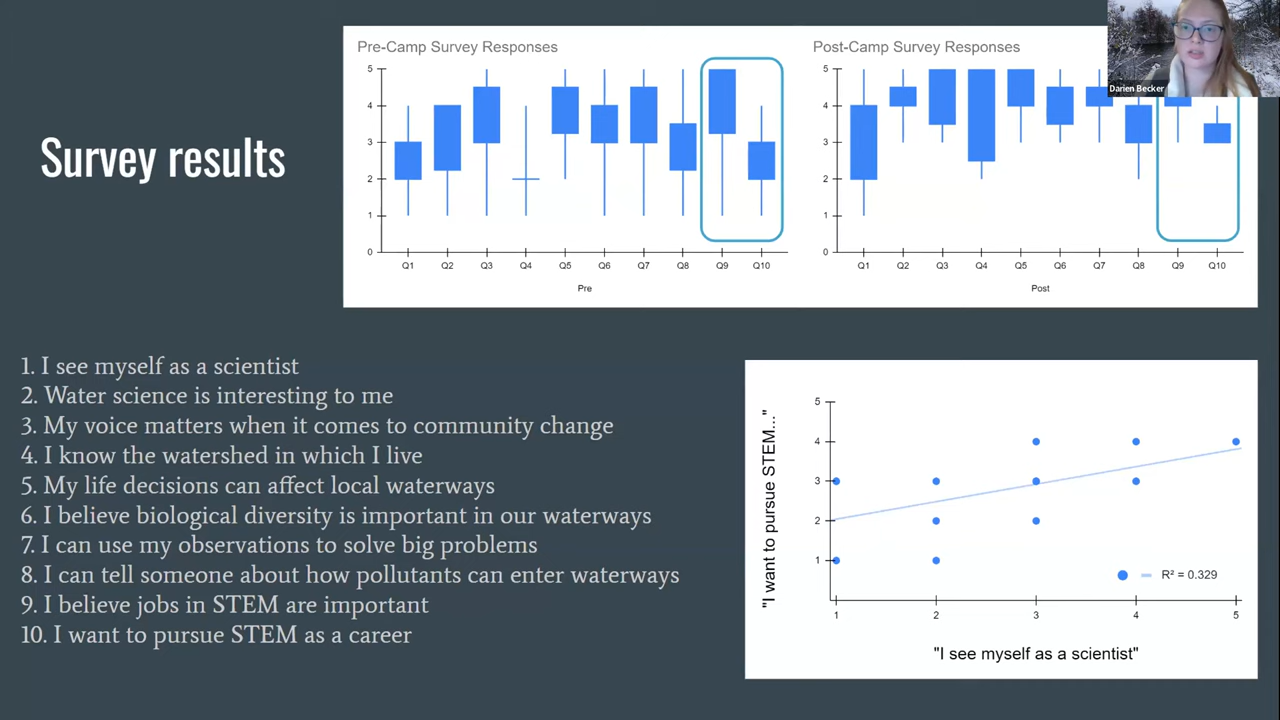 Survey results
Pre-Camp Survey Responses
5
4
3
2
1
0
Q1 Q2 Q3 Q4 Q5 Q6 Q7 Q8 Q9 Q10
Pre
Post-Camp Survey Responses
5
4
3
2
1
0
Q1 Q2 Q3 Q4 Q5 Q6 Q7 Q8 Q9 Q10
Post
Darien Becker
1. I see myself as a scientist
2. Water science is interesting to me
3. My voice matters when it comes to community change
4. I know the watershed in which I live
5. My life decisions can affect local waterways
6. I believe biological diversity is important in our waterways
7. I can use my observations to solve big problems
8. I can tell someone about how pollutants can enter waterways
9. I believe jobs in STEM are important
10. I want to pursue STEM as a career
"I want to pursue STEM..."
5
4
3
2
1
R² = 0.329
1 2 3 4 5
"I see myself as a scientist"